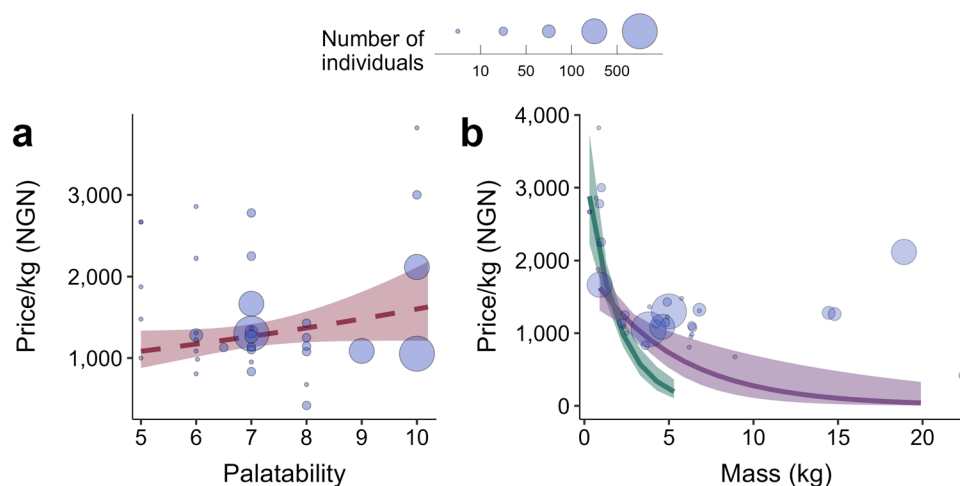 Number of
individuals
10 50 100 500
a
Price/kg (NGN)
3,000
2,000
1,000
5 6 7 8 9 10
Palatability
b
Price/kg (NGN)
4,000
3,000
2,000
1,000
0
0 5 10 15 20
Mass (kg)